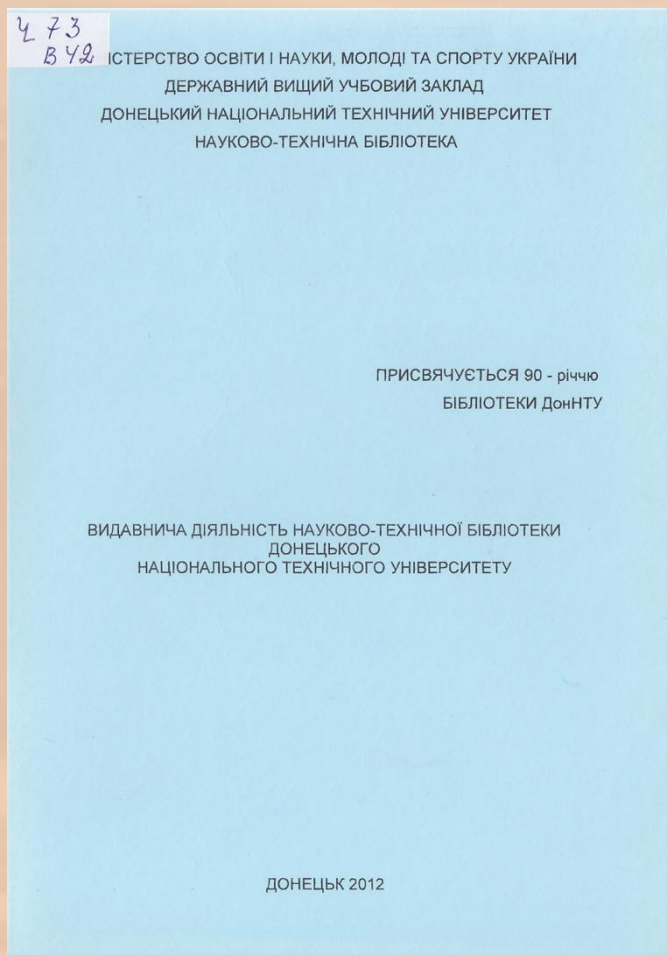 Ч 73
В 42
ІСТЕРСТВО ОСВІТИ І НАУКИ, МОЛОДІ ТА СПОРТУ УКРАЇНИ
ДЕРЖАВНИЙ ВИЩИЙ УЧБОВИЙ ЗАКЛАД
ДОНЕЦЬКИЙ НАЦІОНАЛЬНИЙ ТЕХНІЧНИЙ УНІВЕРСИТЕТ
НАУКОВО-ТЕХНІЧНА БІБЛІОТЕКА
ПРИСВЯЧУЄТЬСЯ 90 - річчю
БІБЛІОТЕКИ ДонНТУ
ВИДАВНИЧА ДІЯЛЬНІСТЬ НАУКОВО-ТЕХНІЧНОЇ БІБЛІОТЕКИ
ДОНЕЦЬКОГО
НАЦІОНАЛЬНОГО ТЕХНІЧНОГО УНІВЕРСИТЕТУ
ДОНЕЦЬК 2012